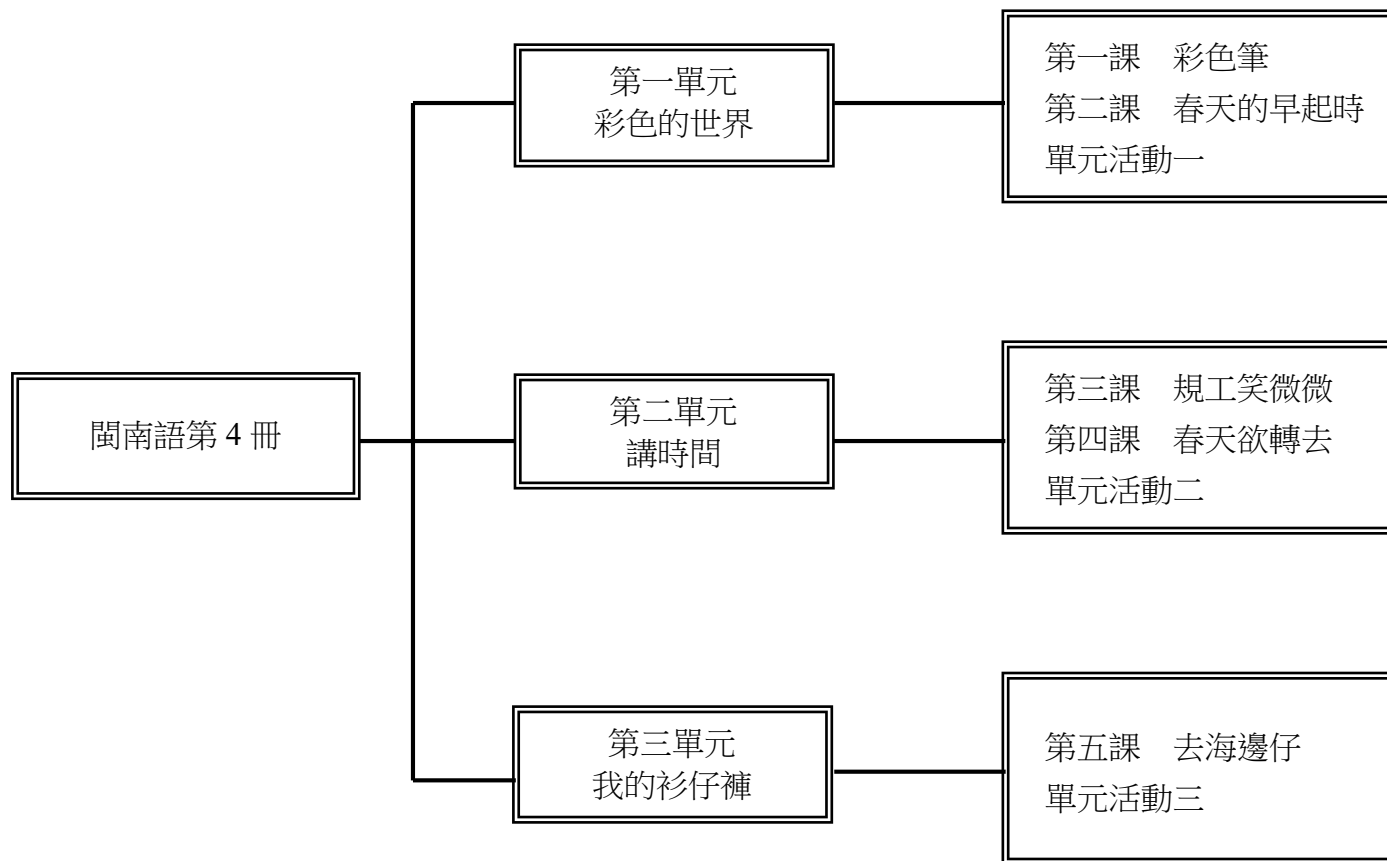 閩南語第 4 冊
第一單元
彩色的世界
第一課　彩色筆
第二課　春天的早起時
單元活動一
第二單元
講時間
第三課　規工笑微微
第四課　春天欲轉去
單元活動二
第三單元
我的衫仔褲
第五課　去海邊仔
單元活動三